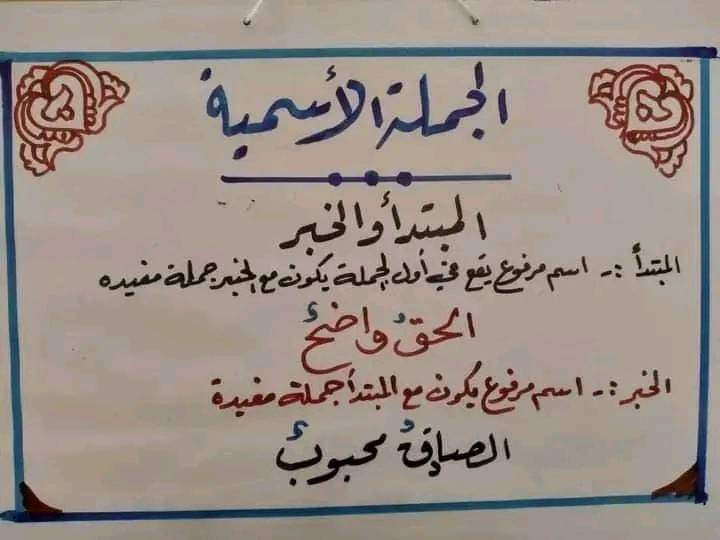 الجملة الأسمية
المبتدأ والخبر
المبتدأ :- اسم مرفوع يقع في أول الجملة يكون مع الخبر جملة مفيده
الحقُ واضحٌ
الخبر :- اسم مرفوع يكون مع المبتدأ جملة مفيدة
الصادقُ محبوبٌ